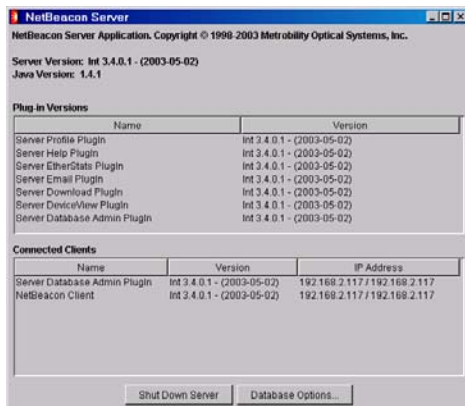 NetBeacon Server
NetBeacon Server Application. Copyright © 1998-2003 Metrobility Optical Systems, Inc.
Server Version: Int 3.4.0.1 - (2003-05-02)
Java Version: 1.4.1
Plug-in Versions
Name Version
Server Profile PlugIn Int 3.4.0.1 - (2003-05-02)
Server Help PlugIn Int 3.4.0.1 - (2003-05-02)
Server EtherStats PlugIn Int 3.4.0.1 - (2003-05-02)
Server Email PlugIn Int 3.4.0.1 - (2003-05-02)
Server Download PlugIn Int 3.4.0.1 - (2003-05-02)
Server DeviceView PlugIn Int 3.4.0.1 - (2003-05-02)
Server Database Admin PlugIn Int 3.4.0.1 - (2003-05-02)
Connected Clients
Name Version IP Address
Server Database Admin PlugIn Int 3.4.0.1 - (2003-05-02) 192.168.2.117 / 192.168.2.117
NetBeacon Client Int 3.4.0.1 - (2003-05-02) 192.168.2.117 / 192.168.2.117
Shut Down Server Database Options...